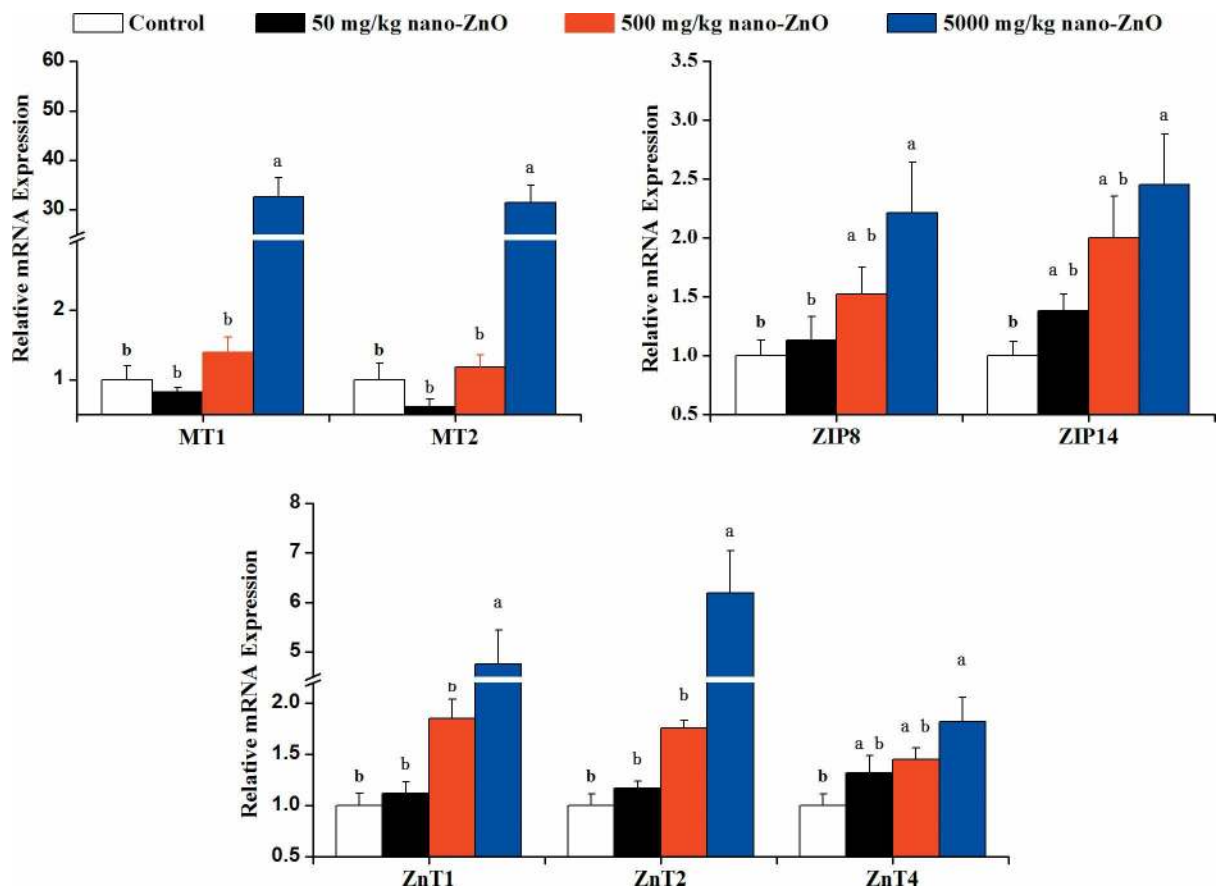 Control 50 mg/kg nano-ZnO 500 mg/kg nano-ZnO 5000 mg/kg nano-ZnO
Relative mRNA Expression
60
50
40
30
2
1
b b b a
b b b a
MT1 MT2
Relative mRNA Expression
3.5
3.0
2.5
2.0
1.5
1.0
0.5
b b a b a
b a b a b a
ZIP8 ZIP14
Relative mRNA Expression
8
7
6
5
2.0
1.5
1.0
0.5
b b b a
b b b a
b a b a b a
ZnT1 ZnT2 ZnT4